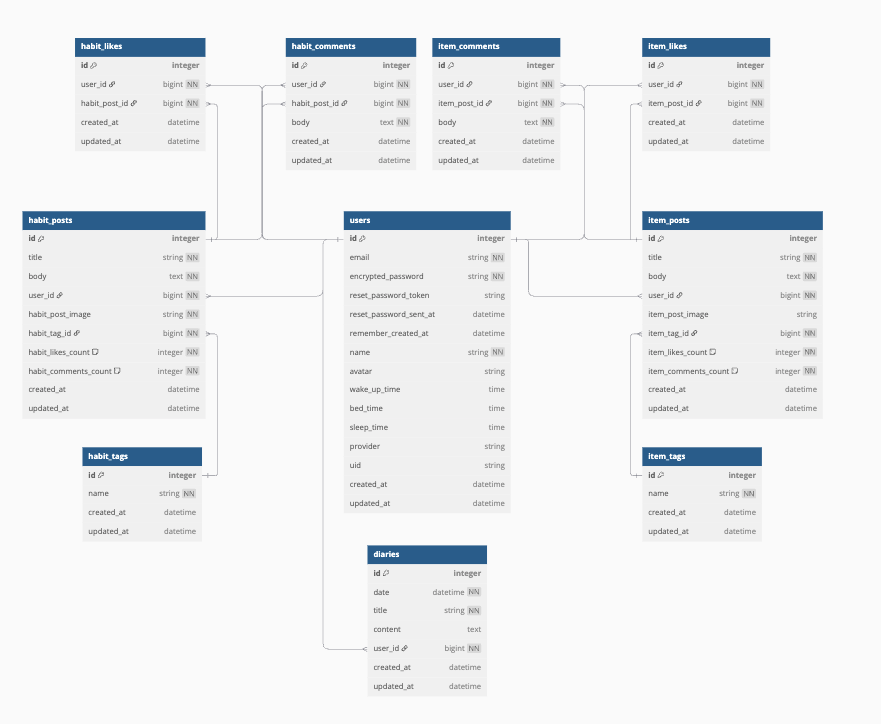 habit_likes
id integer
user_id bigint NN
habit_post_id bigint NN
created_at datetime
updated_at datetime
habit_comments
id integer
user_id bigint NN
habit_post_id bigint NN
body text NN
created_at datetime
updated_at datetime
item_comments
id integer
user_id bigint NN
item_post_id bigint NN
body text NN
created_at datetime
updated_at datetime
item_likes
id integer
user_id bigint NN
item_post_id bigint NN
created_at datetime
updated_at datetime
habit_posts
id integer
title string NN
body text NN
user_id bigint NN
habit_post_image string NN
habit_tag_id bigint NN
habit_likes_count integer NN
habit_comments_count integer NN
created_at datetime
updated_at datetime
users
id integer
email string NN
encrypted_password string NN
reset_password_token string
reset_password_sent_at datetime
remember_created_at datetime
name string NN
avatar string
wake_up_time time
bed_time time
sleep_time time
provider string
uid string
created_at datetime
updated_at datetime
item_posts
id integer
title string NN
body text NN
user_id bigint NN
item_post_image string
item_tag_id bigint NN
item_likes_count integer NN
item_comments_count integer NN
created_at datetime
updated_at datetime
habit_tags
id integer
name string NN
created_at datetime
updated_at datetime
item_tags
id integer
name string NN
created_at datetime
updated_at datetime
diaries
id integer
date datetime NN
title string NN
content text
user_id bigint NN
created_at datetime
updated_at datetime